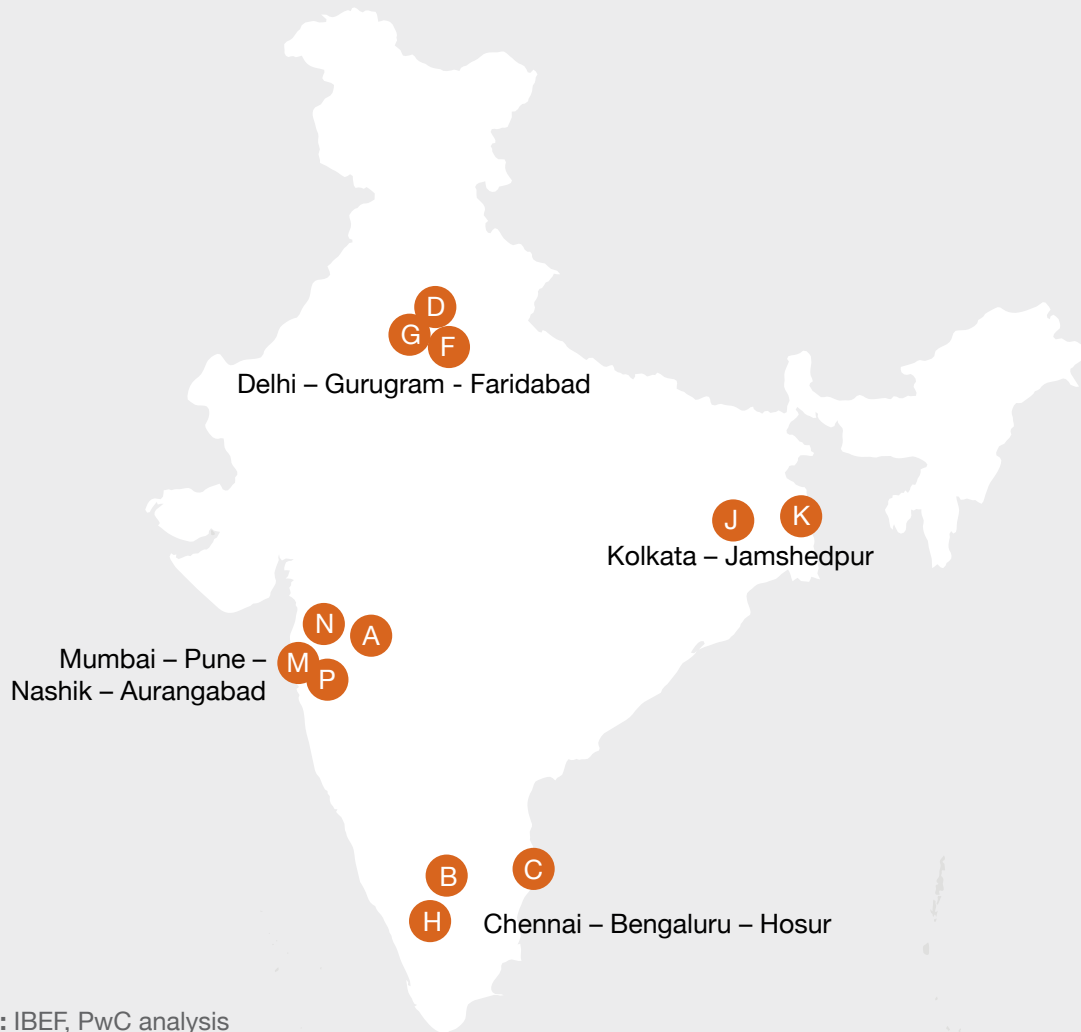 D
G
F
Delhi – Gurugram - Faridabad
J
K
Kolkata – Jamshedpur
N
A
M
P
Mumbai – Pune –
Nashik – Aurangabad
B
C
H
Chennai – Bengaluru – Hosur
: IBEF, PwC analysis